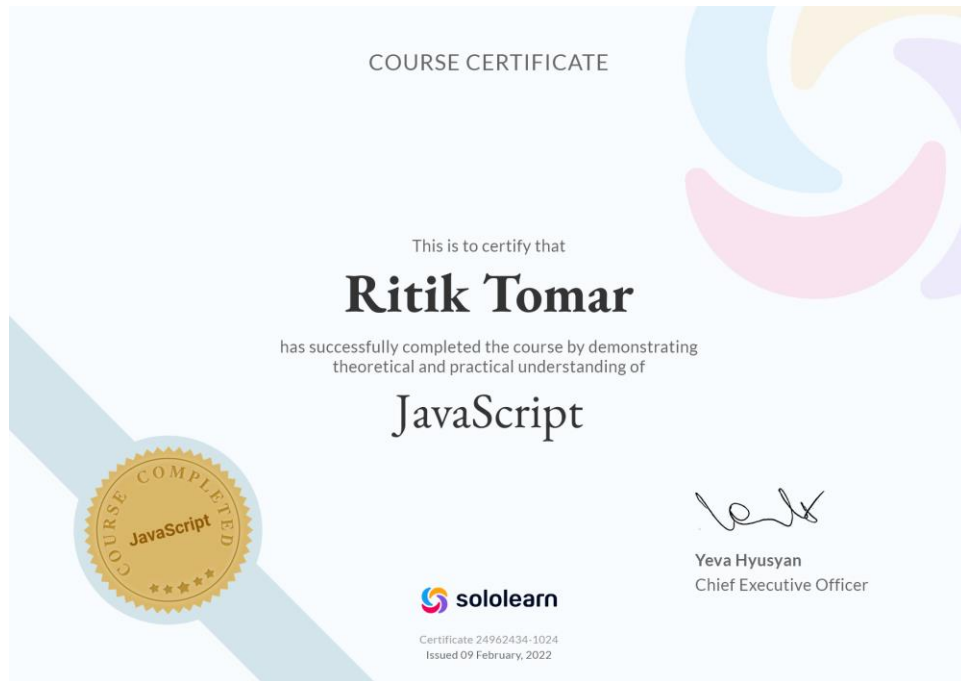 COURSE CERTIFICATE
This is to certify that
Ritik Tomar
has successfully completed the course by demonstrating
theoretical and practical understanding of
JavaScript
COURSE COMPLETED
JavaScript
Yeva Hyusyan
Chief Executive Officer
sololearn
Certificate 24962434-1024
Issued 09 February, 2022